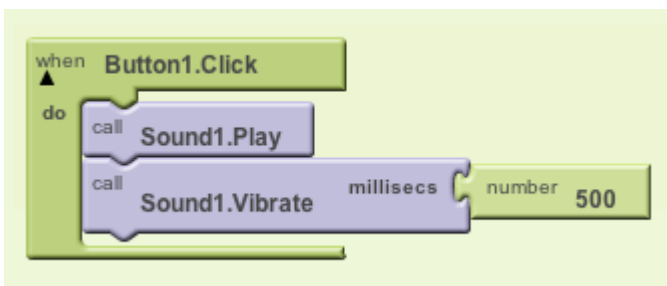 when Button1.Click
do
call Sound1.Play
call Sound1.Vibrate millisecs number 500